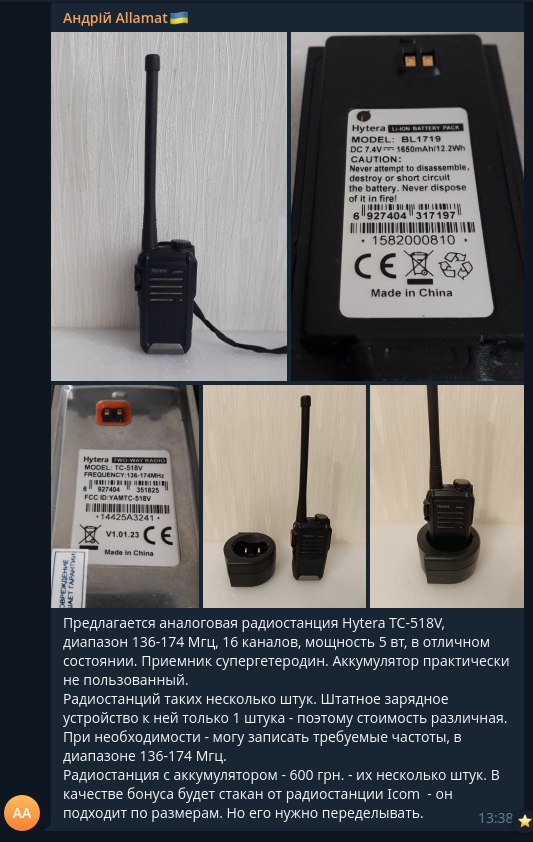 Андрій Allamat
Hytera
Hytera LI-ION BATTERY PACK
MODEL: BL1719
DC 7.4V 1650mAh/12.2Wh
CAUTION:
Never attempt to disassemble,
destroy or short circuit
the battery. Never dispose
of it in fire!
6 927404 317197
1582000810
CE
Made in China
Hytera TWO-WAY RADIO
MODEL: TC-518V
FREQUENCY:136-174MHz
6 927404 351825
FCC ID:YAMTC-518V
14425A3241
V1.01.23 CE
Made in China
ОВРЕЖДЕНИЕ
ГАРАНТИИ
Hytera
Hytera
Предлагается аналоговая радиостанция Hytera TC-518V,
диапазон 136-174 Мгц, 16 каналов, мощность 5 вт, в отличном
состоянии. Приемник супергетеродин. Аккумулятор практически
не пользованный.
Радиостанций таких несколько штук. Штатное зарядное
устройство к ней только 1 штука - поэтому стоимость различная.
При необходимости - могу записать требуемые частоты, в
диапазоне 136-174 Мгц.
Радиостанция с аккумулятором - 600 грн. - их несколько штук. В
качестве бонуса будет стакан от радиостанции Icom - он
подходит по размерам. Но его нужно переделывать.
13:38
AA